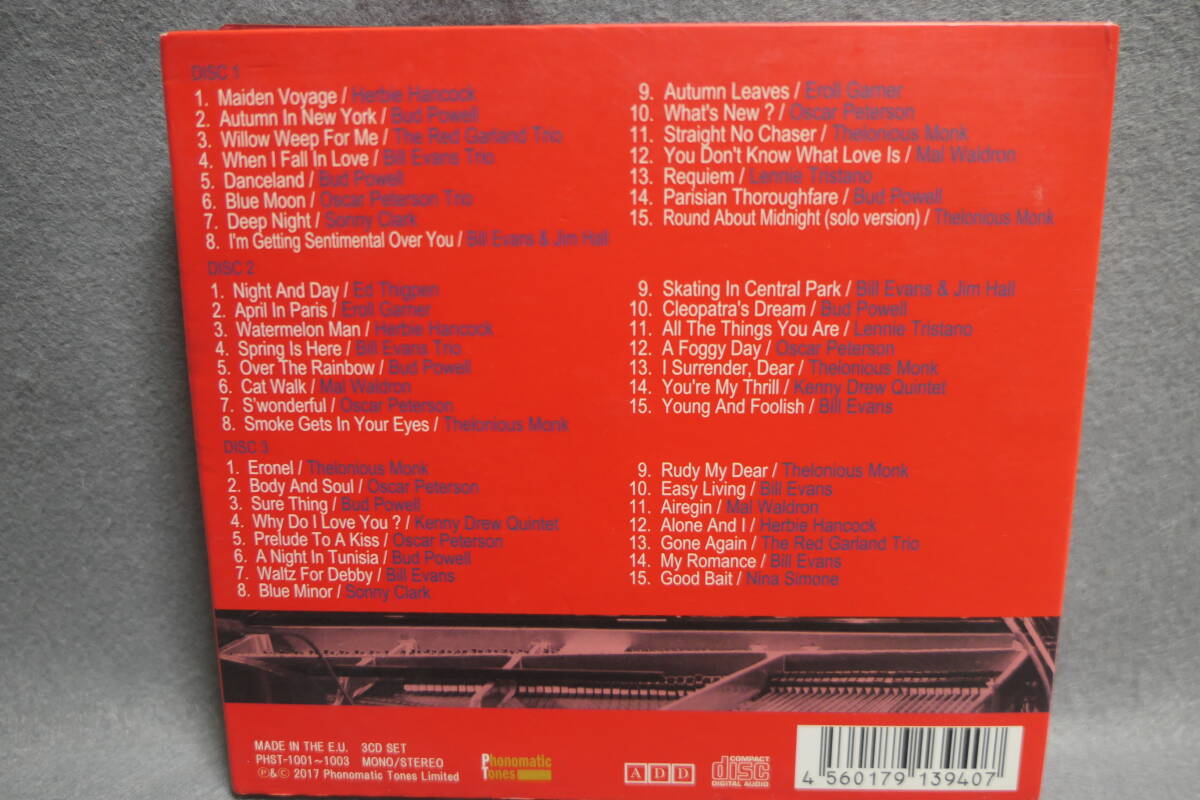 DISC 1
1. Maiden Voyage / Herbie Hancock
2. Autumn In New York / Bud Powell
3. Willow Weep For Me / The Red Garland Trio
4. When I Fall In Love / Bill Evans Trio
5. Danceland / Bud Powell
6. Blue Moon / Oscar Peterson Trio
7. Deep Night / Sonny Clark
8. I'm Getting Sentimental Over You / Bill Evans & Jim Hall
9. Autumn Leaves / Eroll Garner
10. What's New ? / Oscar Peterson
11. Straight No Chaser / Thelonious Monk
12. You Don't Know What Love Is / Mal Waldron
13. Requiem / Lennie Tristano
14. Parisian Thoroughfare / Bud Powell
15. Round About Midnight (solo version) / Thelonious Monk
DISC 2
1. Night And Day / Ed Thigpen
2. April In Paris / Eroll Garner
3. Watermelon Man / Herbie Hancock
4. Spring Is Here / Bill Evans Trio
5. Over The Rainbow / Bud Powell
6. Cat Walk / Mal Waldron
7. S'wonderful / Oscar Peterson
8. Smoke Gets In Your Eyes / Thelonious Monk
9. Skating In Central Park / Bill Evans & Jim Hall
10. Cleopatra's Dream / Bud Powell
11. All The Things You Are / Lennie Tristano
12. A Foggy Day / Oscar Peterson
13. I Surrender, Dear / Thelonious Monk
14. You're My Thrill / Kenny Drew Quintet
15. Young And Foolish / Bill Evans
DISC 3
1. Eronel / Thelonious Monk
2. Body And Soul / Oscar Peterson
3. Sure Thing / Bud Powell
4. Why Do I Love You ? / Kenny Drew Quintet
5. Prelude To A Kiss / Oscar Peterson
6. A Night In Tunisia / Bud Powell
7. Waltz For Debby / Bill Evans
8. Blue Minor / Sonny Clark
9. Rudy My Dear / Thelonious Monk
10. Easy Living / Bill Evans
11. Airegin / Mal Waldron
12. Alone And I / Herbie Hancock
13. Gone Again / The Red Garland Trio
14. My Romance / Bill Evans
15. Good Bait / Nina Simone
MADE IN THE E.U. 3CD SET
PHST-1001~1003 MONO/STEREO
℗&© 2017 Phonomatic Tones Limited
Phonomatic
Tones
A D D
COMPACT
disc
DIGITAL AUDIO
4 560179 139407